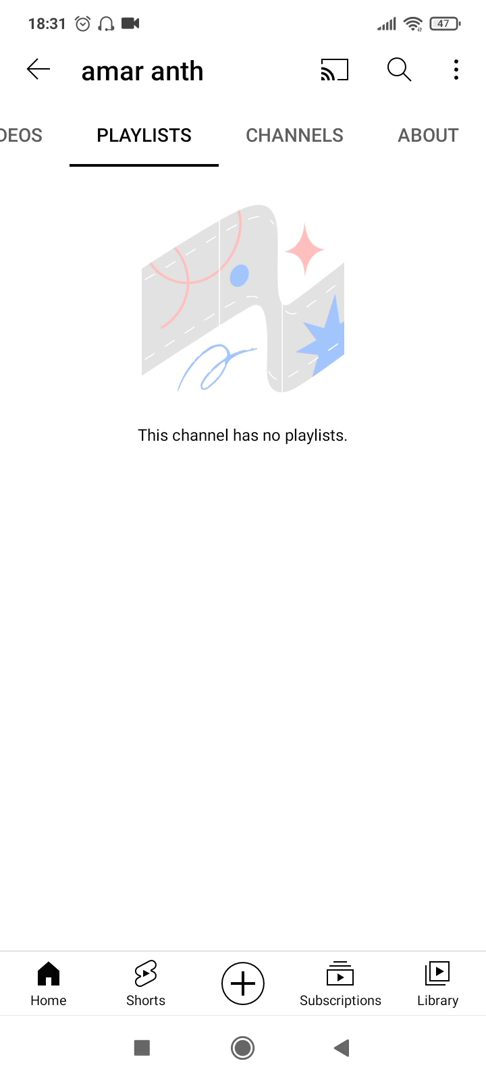 18:31 47
amar anth
DEOS PLAYLISTS CHANNELS ABOUT
This channel has no playlists.
Home Shorts Subscriptions Library